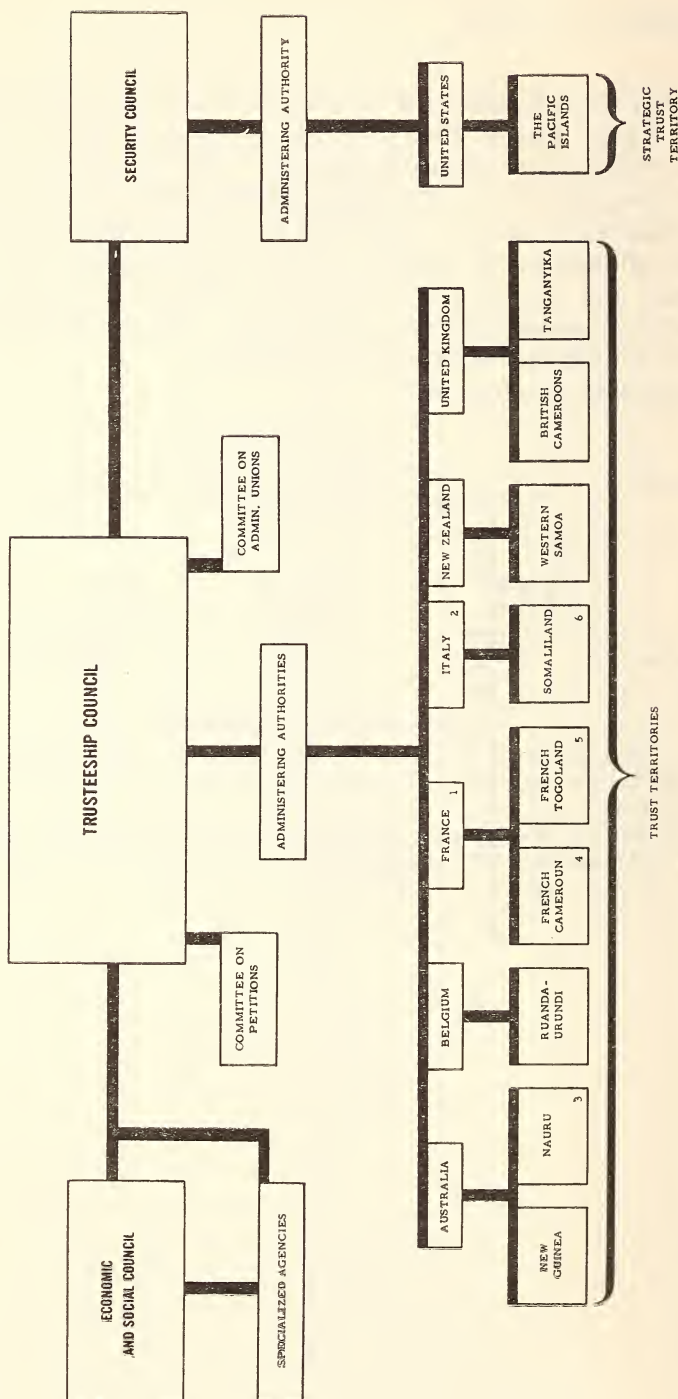 ECONOMIC
AND SOCIAL COUNCIL
TRUSTEESHIP COUNCIL
SECURITY COUNCIL
SPECIALIZED AGENCIES
COMMITTEE ON
PETITIONS
ADMINISTERING AUTHORITIES
COMMITTEE ON
ADMIN. UNIONS
ADMINISTERING AUTHORITY
AUSTRALIA
BELGIUM
FRANCE 1
ITALY 2
NEW ZEALAND
UNITED KINGDOM
UNITED STATES
NEW
GUINEA
NAURU
3
RUANDA-
URUNDI
FRENCH
CAMEROUN
4
FRENCH
TOGOLAND
5
SOMALILAND
6
WESTERN
SAMOA
BRITISH
CAMEROONS
TANGANYIKA
THE
PACIFIC
ISLANDS
TRUST TERRITORIES
STRATEGIC
TRUST
TERRITORY